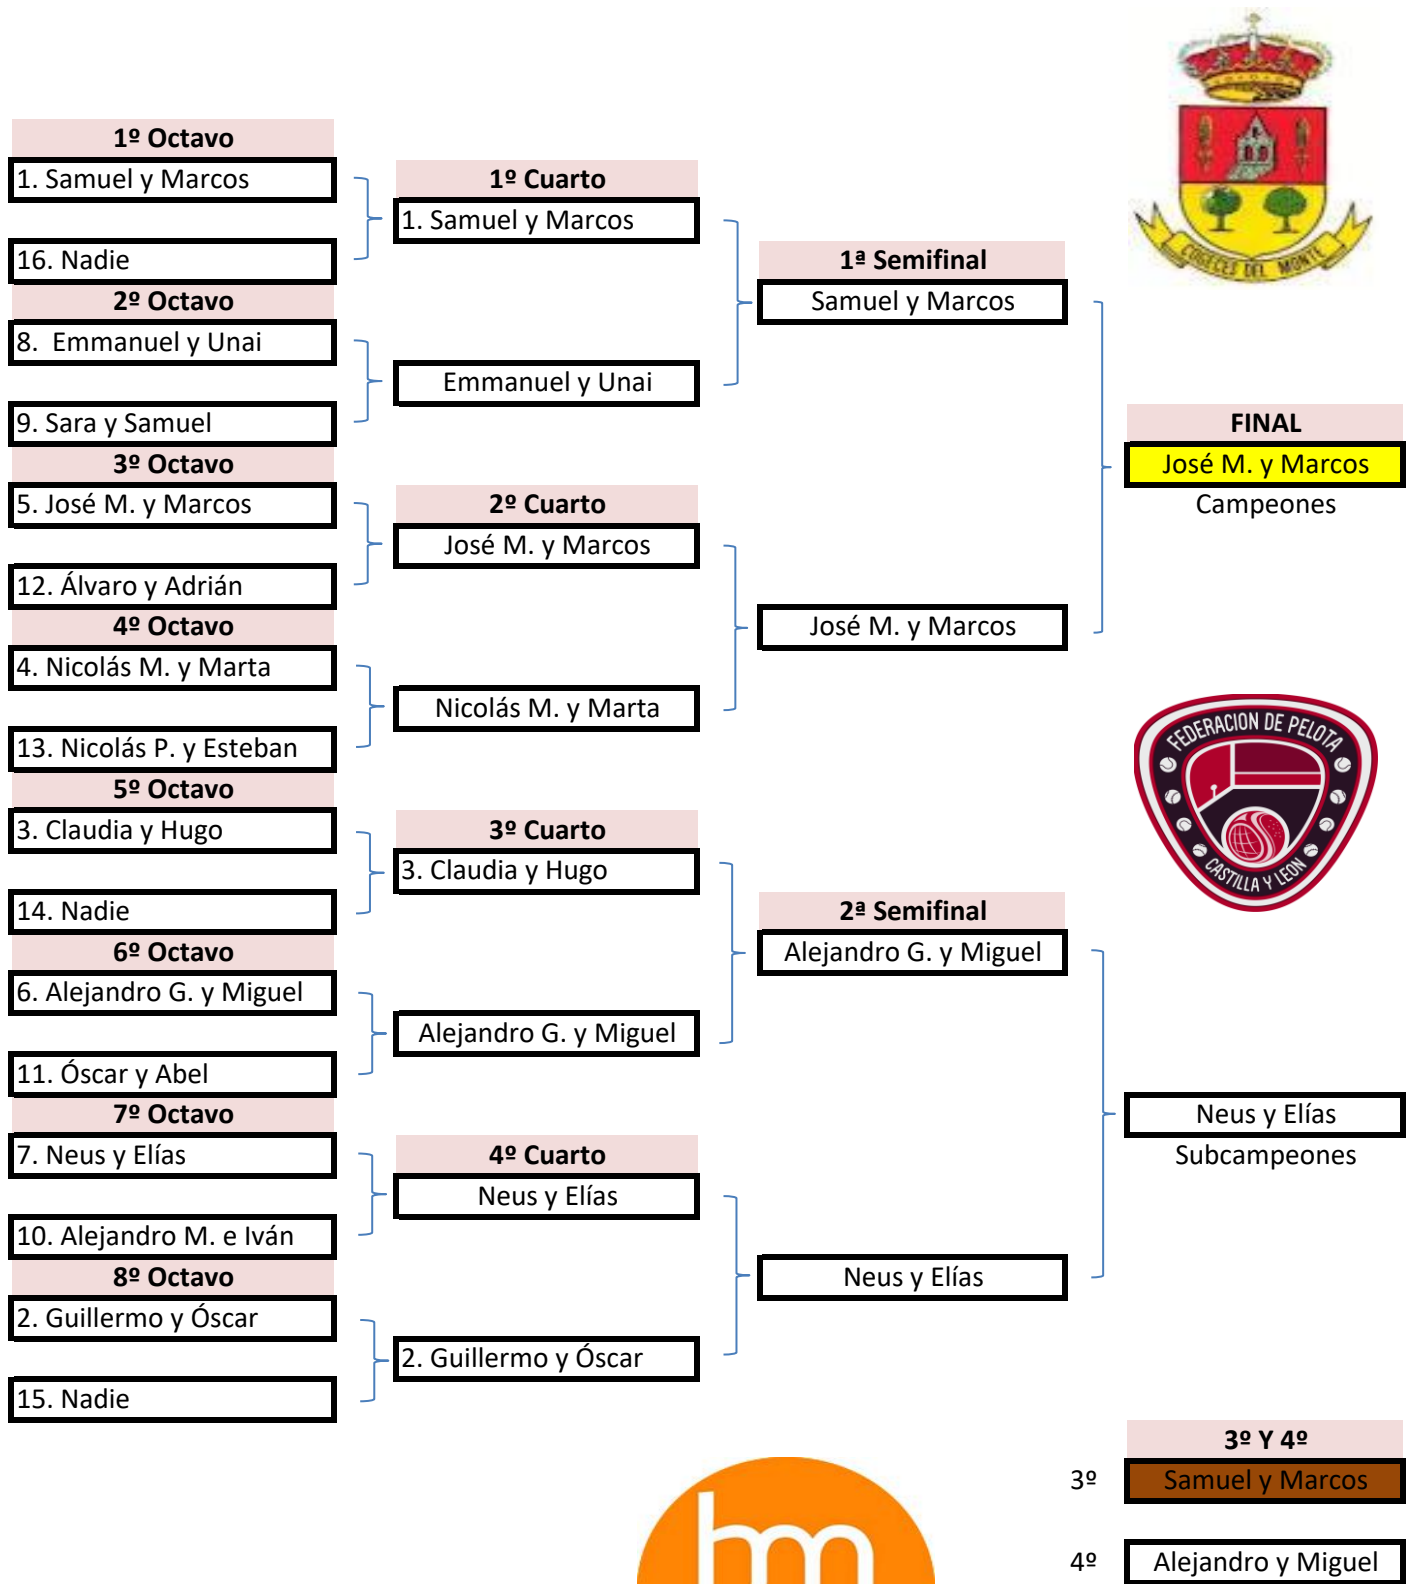 1º Octavo
1. Samuel y Marcos
16. Nadie
2º Octavo
8.  Emmanuel y Unai
9. Sara y Samuel
3º Octavo
5. José M. y Marcos
12. Álvaro y Adrián
4º Octavo
4. Nicolás M. y Marta
13. Nicolás P. y Esteban
5º Octavo
3. Claudia y Hugo
14. Nadie
6º Octavo
6. Alejandro G. y Miguel
11. Óscar y Abel
7º Octavo
7. Neus y Elías
10. Alejandro M. e Iván
8º Octavo
2. Guillermo y Óscar
15. Nadie
1º Cuarto
1. Samuel y Marcos
Emmanuel y Unai
2º Cuarto
José M. y Marcos
Nicolás M. y Marta
3º Cuarto
3. Claudia y Hugo
Alejandro G. y Miguel
4º Cuarto
Neus y Elías
2. Guillermo y Óscar
1ª Semifinal
Samuel y Marcos
José M. y Marcos
2ª Semifinal
Alejandro G. y Miguel
Neus y Elías
COGECES DEL MONTE
FINAL
José M. y Marcos
Campeones
FEDERACION DE PELOTA
CASTILLA Y LEON
Neus y Elías
Subcampeones
3º Y 4º
3º Samuel y Marcos
4º Alejandro y Miguel
hm